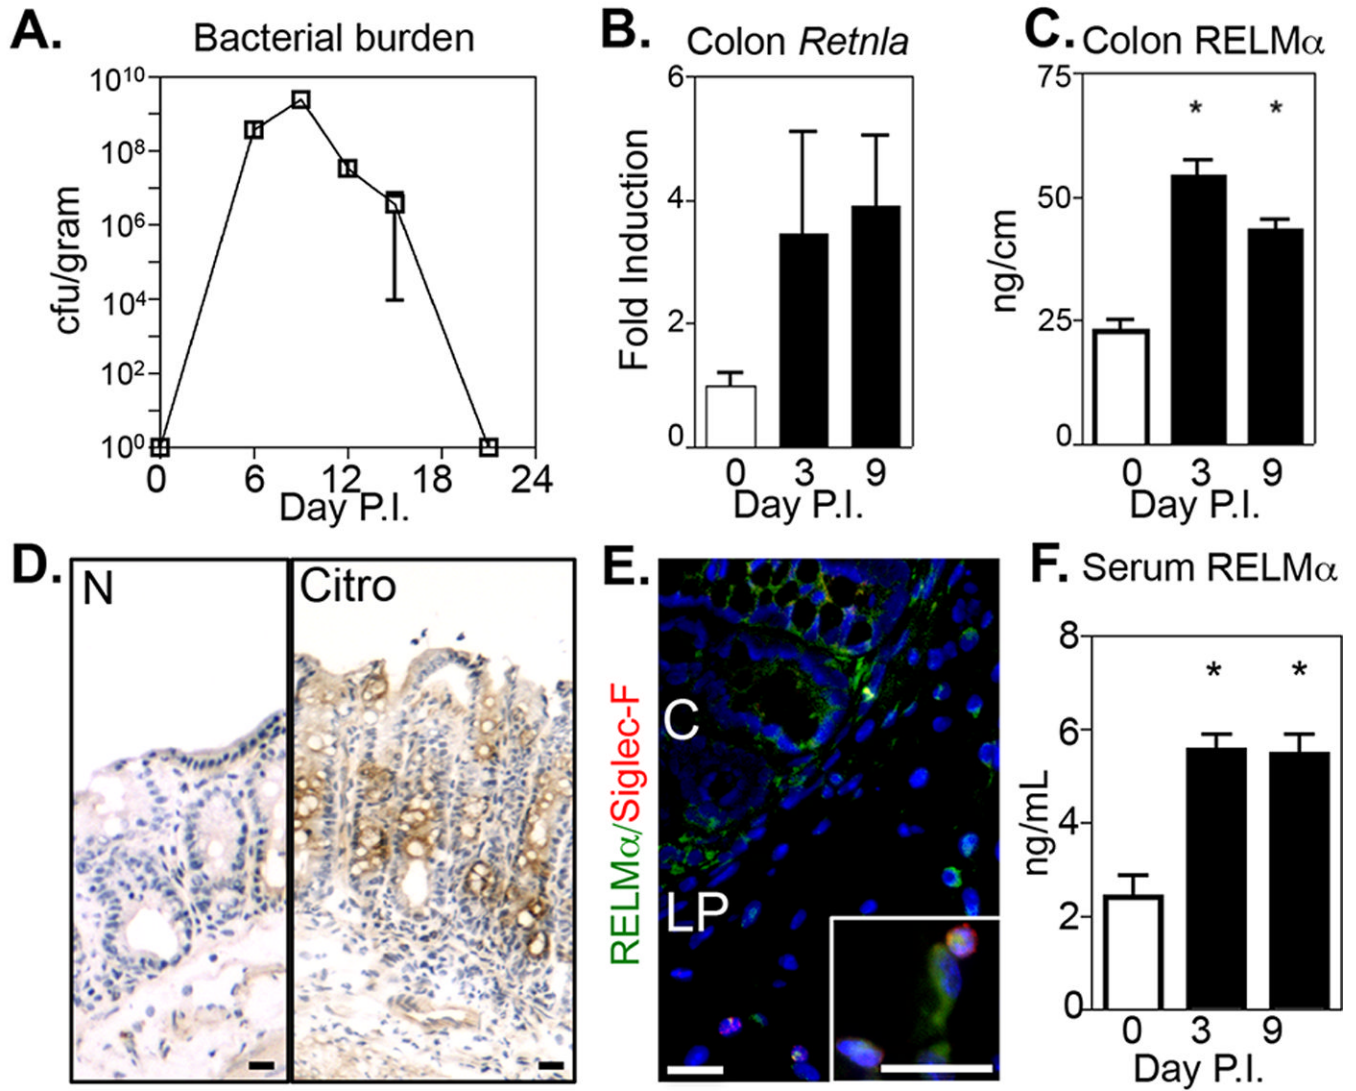 A.
Bacterial burden
cfu/gram
10^10
10^8
10^6
10^4
10^2
10^0
0 6 12 18 24
Day P.I.
B.
Colon Retnla
Fold Induction
6
4
2
0
0 3 9
Day P.I.
C.
Colon RELMα
ng/cm
75
50
25
0
* *
0 3 9
Day P.I.
D.
N
Citro
E.
RELMα/Siglec-F
C
LP
F.
Serum RELMα
ng/mL
8
6
4
2
0
* *
0 3 9
Day P.I.